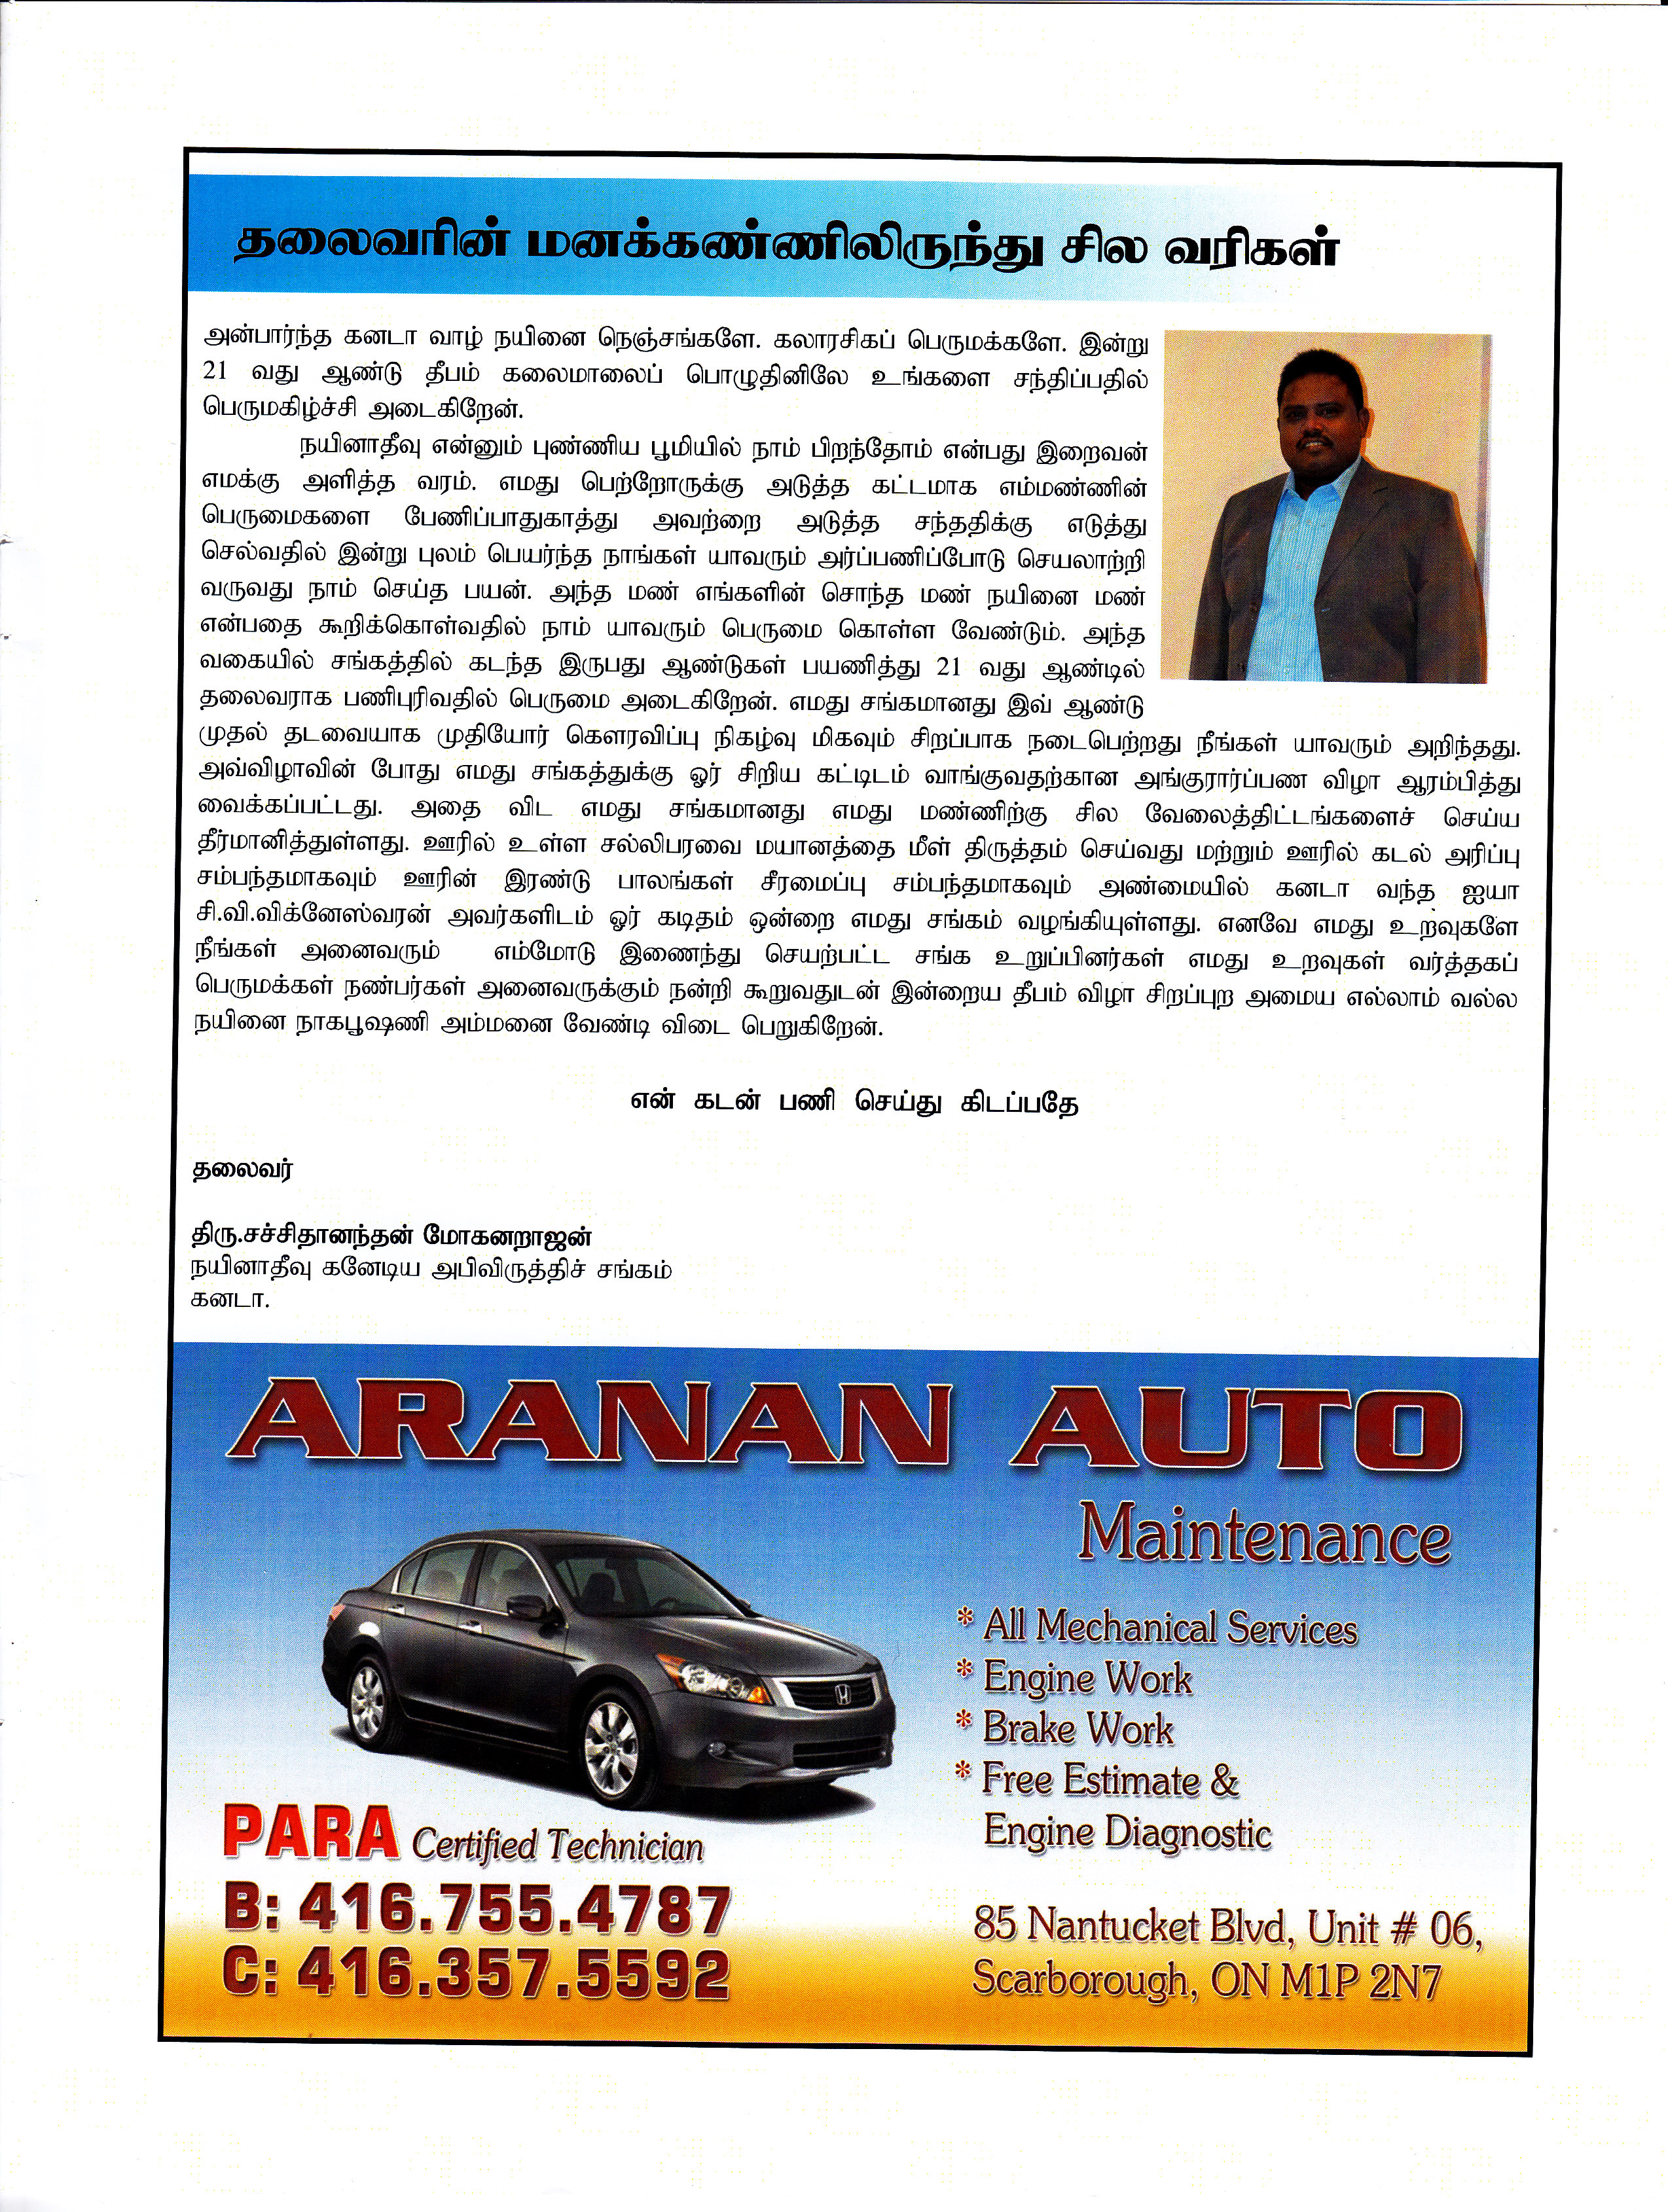 தலைவரின் மனக்கண்ணிலிருந்து சில வரிகள்
அன்பார்ந்த கனடா வாழ் நயினை நெஞ்சங்களே. கலாரசிகப் பெருமக்களே. இன்று
21 வது ஆண்டு தீபம் கலைமாலைப் பொழுதினிலே உங்களை சந்திப்பதில்
பெருமகிழ்ச்சி அடைகிறேன்.
நயினாதீவு என்னும் புண்ணிய பூமியில் நாம் பிறந்தோம் என்பது இறைவன்
எமக்கு அளித்த வரம். எமது பெற்றோருக்கு அடுத்த கட்டமாக எம்மண்ணின்
பெருமைகளை பேணிப்பாதுகாத்து அவற்றை அடுத்த சந்ததிக்கு எடுத்து
செல்வதில் இன்று புலம் பெயர்ந்த நாங்கள் யாவரும் அர்ப்பணிப்போடு செயலாற்றி
வருவது நாம் செய்த பயன். அந்த மண் எங்களின் சொந்த மண் நயினை மண்
என்பதை கூறிக்கொள்வதில் நாம் யாவரும் பெருமை கொள்ள வேண்டும். அந்த
வகையில் சங்கத்தில் கடந்த இருபது ஆண்டுகள் பயணித்து 21 வது ஆண்டில்
தலைவராக பணிபுரிவதில் பெருமை அடைகிறேன். எமது சங்கமானது இவ் ஆண்டு
முதல் தடவையாக முதியோர் கௌரவிப்பு நிகழ்வு மிகவும் சிறப்பாக நடைபெற்றது நீங்கள் யாவரும் அறிந்தது.
அவ்விழாவின் போது எமது சங்கத்துக்கு ஓர் சிறிய கட்டிடம் வாங்குவதற்கான அங்குரார்ப்பண விழா ஆரம்பித்து
வைக்கப்பட்டது. அதை விட எமது சங்கமானது எமது மண்ணிற்கு சில வேலைத்திட்டங்களைச் செய்ய
தீர்மானித்துள்ளது. ஊரில் உள்ள சல்லிபரவை மயானத்தை மீள் திருத்தம் செய்வது மற்றும் ஊரில் கடல் அரிப்பு
சம்பந்தமாகவும் ஊரின் இரண்டு பாலங்கள் சீரமைப்பு சம்பந்தமாகவும் அண்மையில் கனடா வந்த ஐயா
சி.வி.விக்னேஸ்வரன் அவர்களிடம் ஓர் கடிதம் ஒன்றை எமது சங்கம் வழங்கியுள்ளது. எனவே எமது உறவுகளே
நீங்கள் அனைவரும் எம்மோடு இணைந்து செயற்பட்ட சங்க உறுப்பினர்கள் எமது உறவுகள் வர்த்தகப்
பெருமக்கள் நண்பர்கள் அனைவருக்கும் நன்றி கூறுவதுடன் இன்றைய தீபம் விழா சிறப்புற அமைய எல்லாம் வல்ல
நயினை நாகபூஷணி அம்மனை வேண்டி விடை பெறுகிறேன்.
என் கடன் பணி செய்து கிடப்பதே
தலைவர்
திரு.சச்சிதானந்தன் மோகனறாஜன்
நயினாதீவு கனேடிய அபிவிருத்திச் சங்கம்
கனடா.
ARANAN AUTO
Maintenance
* All Mechanical Services
* Engine Work
* Brake Work
* Free Estimate &
Engine Diagnostic
PARA Certified Technician
B: 416.755.4787
C: 416.357.5592
85 Nantucket Blvd, Unit # 06,
Scarborough, ON M1P 2N7